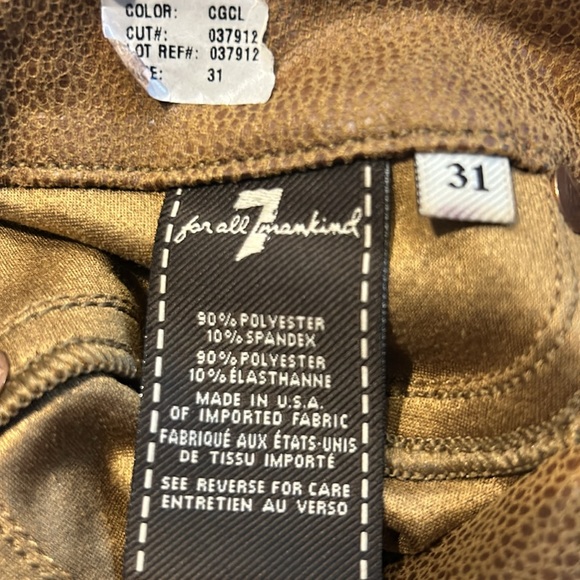 COLOR: CGCL
CUT#: 037912
LOT REF#: 037912
31
31
7
for all mankind
90% POLYESTER
10% SPANDEX
90% POLYESTER
10% ÉLASTHANNE
MADE IN U.S.A.
OF IMPORTED FABRIC
FABRIQUÉ AUX ÉTATS-UNIS
DE TISSU IMPORTÉ
SEE REVERSE FOR CARE
ENTRETIEN AU VERSO